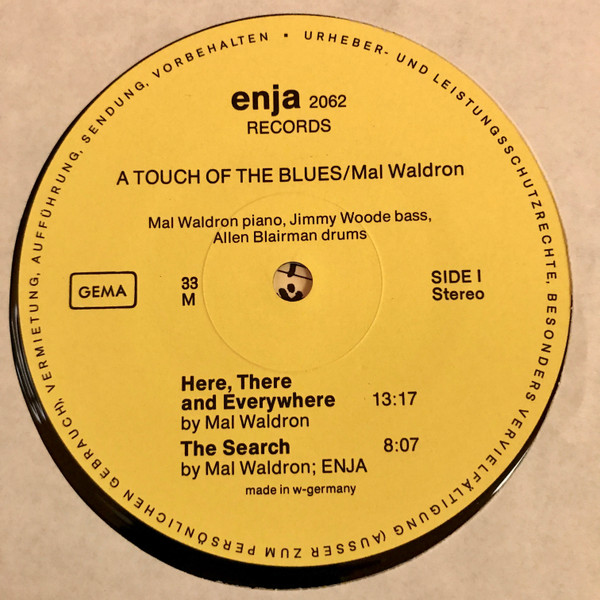 URHEBER- UND LEISTUNGSSCHUTZRECHTE, BESONDERS VERVIELFÄLTIGUNG (AUSSER ZUM PERSÖNLICHEN GEBRAUCH), VERMIETUNG, AUFFÜHRUNG, SENDUNG, VORBEHALTEN •
enja 2062
RECORDS
A TOUCH OF THE BLUES/Mal Waldron
Mal Waldron piano, Jimmy Woode bass,
Allen Blairman drums
GEMA
33
M
SIDE I
Stereo
Here, There
and Everywhere 13:17
by Mal Waldron
The Search 8:07
by Mal Waldron; ENJA
made in w-germany